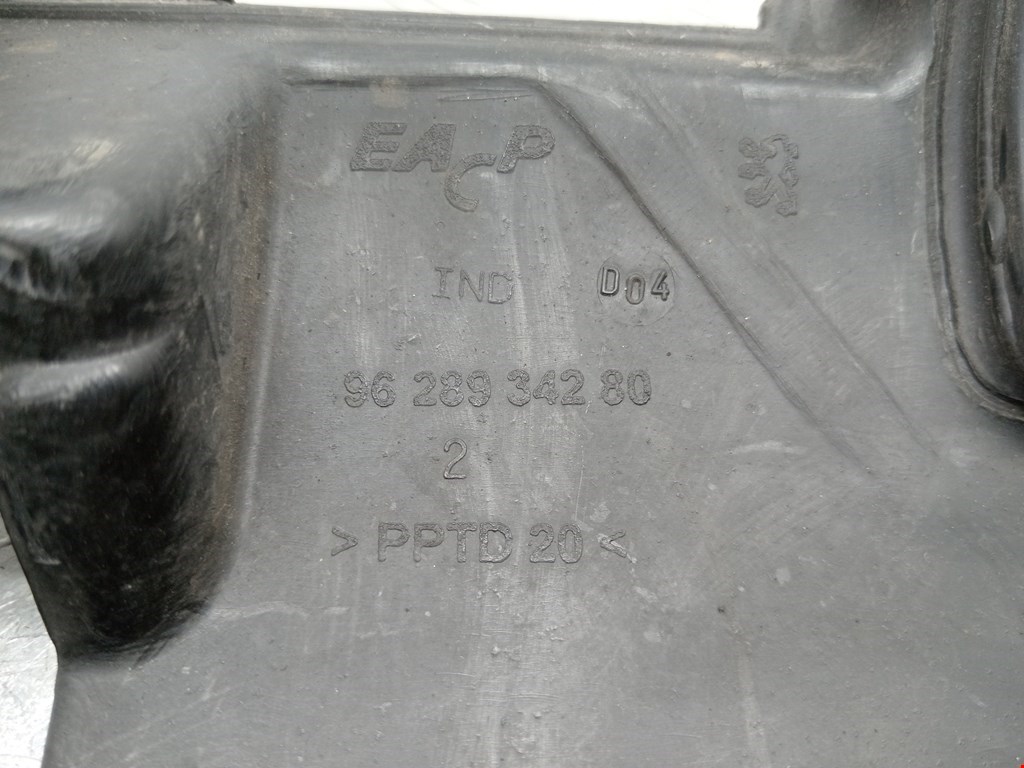 EACP
IND D04
96 289 342 80
2
> PPTD 20 <